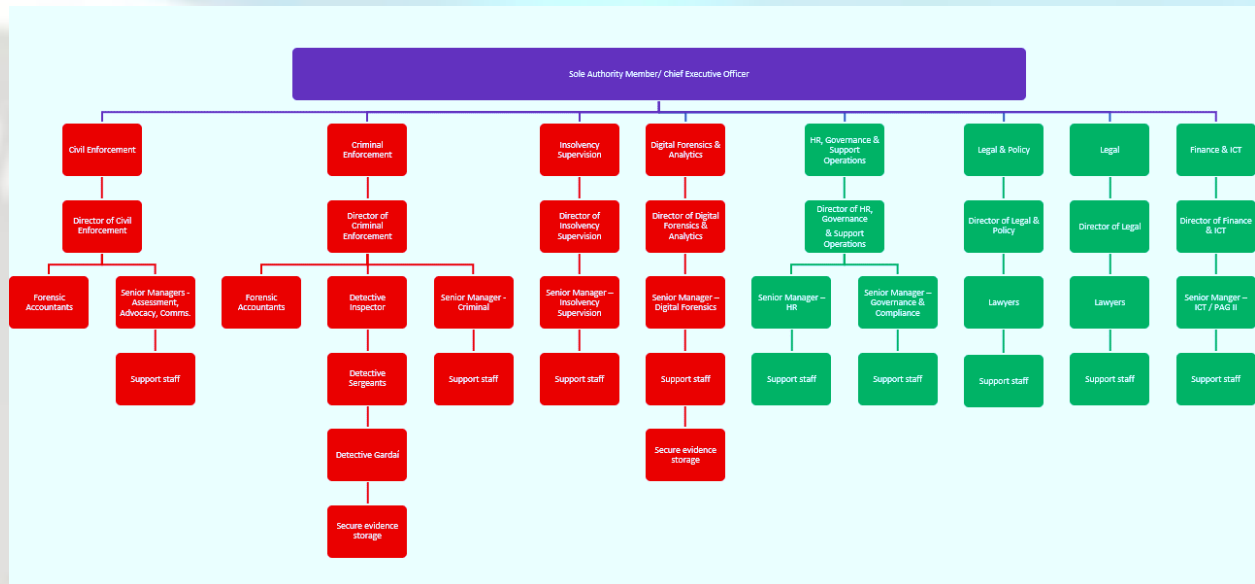 Sole Authority Member/ Chief Executive Officer
Civil Enforcement
Criminal
Enforcement
Insolvency
Supervision
Digital Forensics &
Analytics
HR, Governance &
Support
Operations
Legal & Policy
Legal
Finance & ICT
Director of Civil
Enforcement
Director of
Criminal
Enforcement
Director of
Insolvency
Supervision
Director of Digital
Forensics &
Analytics
Director of HR,
Governance
& Support
Operations
Director of Legal &
Policy
Director of Legal
Director of Finance
& ICT
Forensic
Accountants
Senior Managers -
Assessment,
Advocacy, Comms.
Forensic
Accountants
Detective
Inspector
Senior Manager -
Criminal
Senior Manager –
Insolvency
Supervision
Senior Manager –
Digital Forensics
Senior Manager –
HR
Senior Manager –
Governance &
Compliance
Lawyers
Lawyers
Senior Manger –
ICT / PAG II
Support staff
Detective
Sergeants
Support staff
Support staff
Support staff
Support staff
Support staff
Support staff
Support staff
Support staff
Detective Gardaí
Secure evidence
storage
Secure evidence
storage